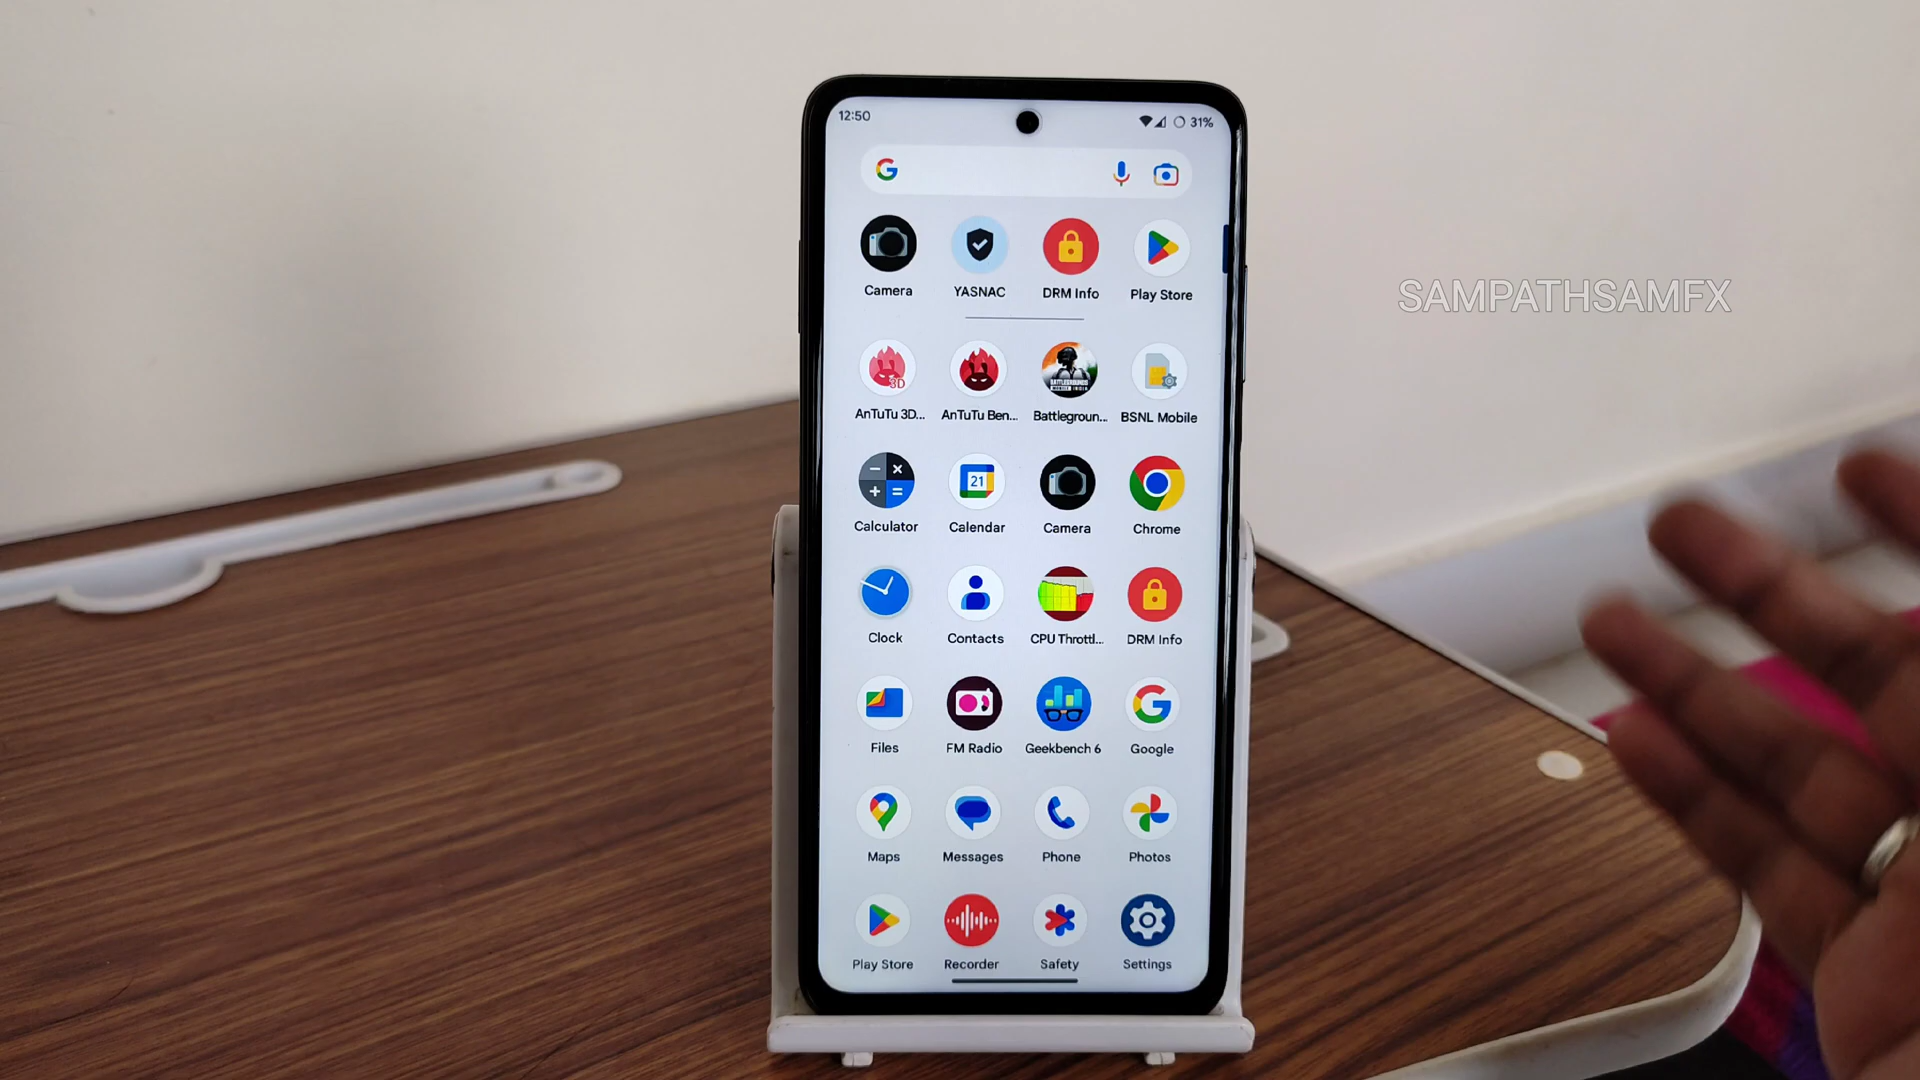 12:50
31%
SAMPATHSAMFX
Camera YASNAC DRM Info Play Store
3D
BATTLEGROUNDS
AnTuTu 3D... AnTuTu Ben... Battlegroun... BSNL Mobile
21
Calculator Calendar Camera Chrome
Clock Contacts CPU Throttl... DRM Info
Files FM Radio Geekbench 6 Google
Maps Messages Phone Photos
Play Store Recorder Safety Settings